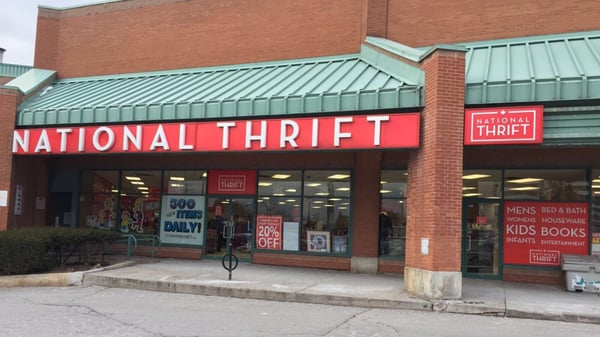 NATIONAL THRIFT
NATIONAL
THRIFT
500
NEW ITEMS
DAILY!
THRIFT
20%
OFF
MENS BED & BATH
WOMENS HOUSEWARE
KIDS BOOKS
INFANTS ENTERTAINMENT
NATIONAL
THRIFT